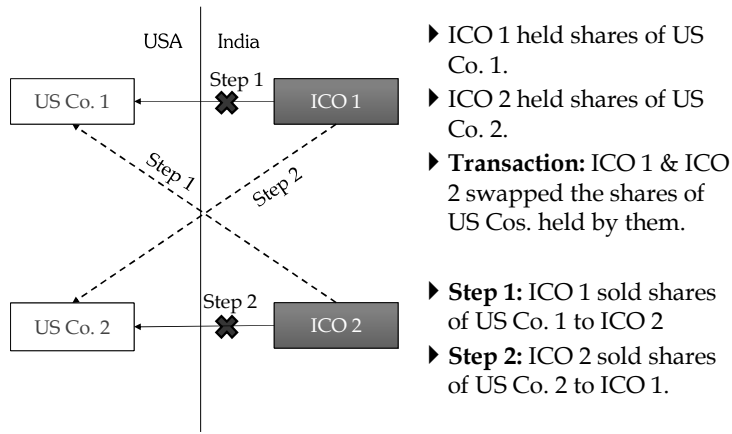 USA India
Step 1
US Co. 1
ICO 1
Step 1
Step 2
Step 2
US Co. 2
ICO 2
ICO 1 held shares of US
Co. 1.
ICO 2 held shares of US
Co. 2.
Transaction: ICO 1 & ICO
2 swapped the shares of
US Cos. held by them.
Step 1: ICO 1 sold shares
of US Co. 1 to ICO 2
Step 2: ICO 2 sold shares
of US Co. 2 to ICO 1.